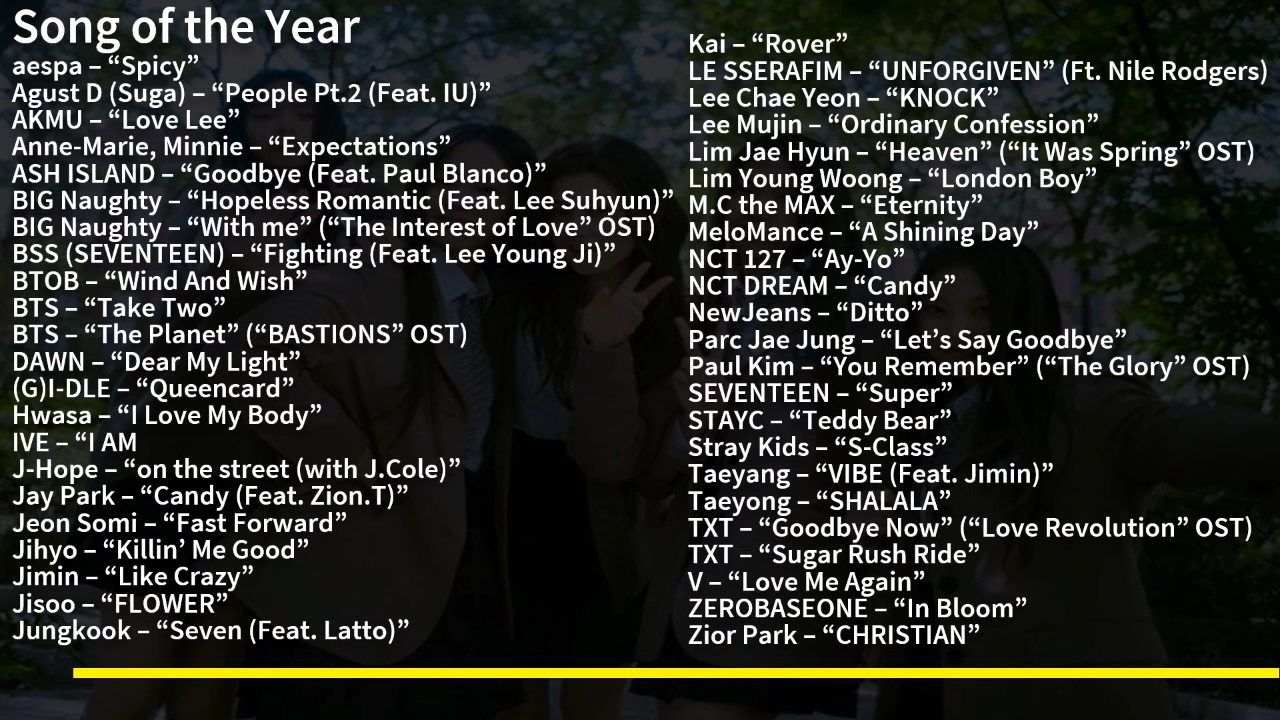 Song of the Year
aespa – “Spicy”
Agust D (Suga) – “People Pt.2 (Feat. IU)”
AKMU – “Love Lee”
Anne-Marie, Minnie – “Expectations”
ASH ISLAND – “Goodbye (Feat. Paul Blanco)”
BIG Naughty – “Hopeless Romantic (Feat. Lee Suhyun)”
BIG Naughty – “With me” (“The Interest of Love” OST)
BSS (SEVENTEEN) – “Fighting (Feat. Lee Young Ji)”
BTOB – “Wind And Wish”
BTS – “Take Two”
BTS – “The Planet” (“BASTIONS” OST)
DAWN – “Dear My Light”
(G)I-DLE – “Queencard”
Hwasa – “I Love My Body”
IVE – “I AM
J-Hope – “on the street (with J.Cole)”
Jay Park – “Candy (Feat. Zion.T)”
Jeon Somi – “Fast Forward”
Jihyo – “Killin’ Me Good”
Jimin – “Like Crazy”
Jisoo – “FLOWER”
Jungkook – “Seven (Feat. Latto)”
Kai – “Rover”
LE SSERAFIM – “UNFORGIVEN” (Ft. Nile Rodgers)
Lee Chae Yeon – “KNOCK”
Lee Mujin – “Ordinary Confession”
Lim Jae Hyun – “Heaven” (“It Was Spring” OST)
Lim Young Woong – “London Boy”
M.C the MAX – “Eternity”
MeloMance – “A Shining Day”
NCT 127 – “Ay-Yo”
NCT DREAM – “Candy”
NewJeans – “Ditto”
Parc Jae Jung – “Let’s Say Goodbye”
Paul Kim – “You Remember” (“The Glory” OST)
SEVENTEEN – “Super”
STAYC – “Teddy Bear”
Stray Kids – “S-Class”
Taeyang – “VIBE (Feat. Jimin)”
Taeyong – “SHALALA”
TXT – “Goodbye Now” (“Love Revolution” OST)
TXT – “Sugar Rush Ride”
V – “Love Me Again”
ZEROBASEONE – “In Bloom”
Zior Park – “CHRISTIAN”